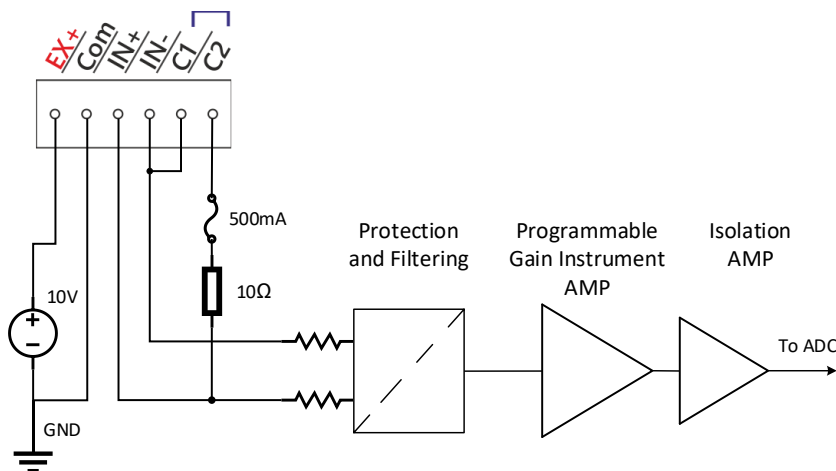 EX+
Com
IN+
IN-
C1
C2
500mA
10Ω
10V
GND
Protection
and Filtering
Programmable
Gain Instrument
AMP
Isolation
AMP
To ADC